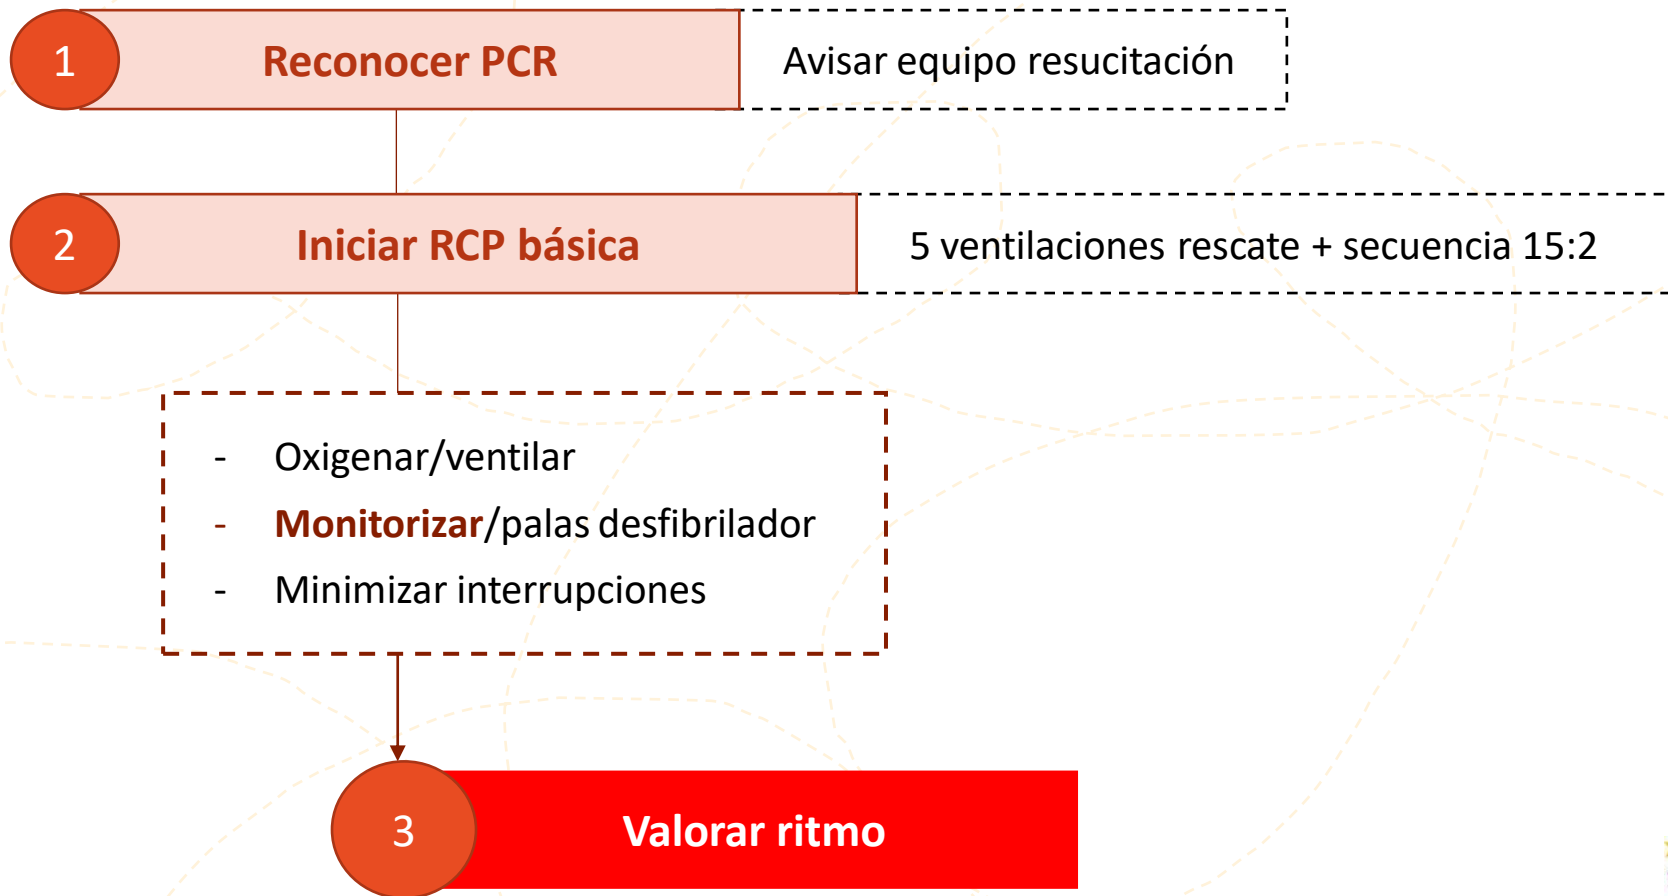 1 Reconocer PCR Avisar equipo resucitación
2 Iniciar RCP básica 5 ventilaciones rescate + secuencia 15:2
- Oxigenar/ventilar
- Monitorizar/palas desfibrilador
- Minimizar interrupciones
3 Valorar ritmo